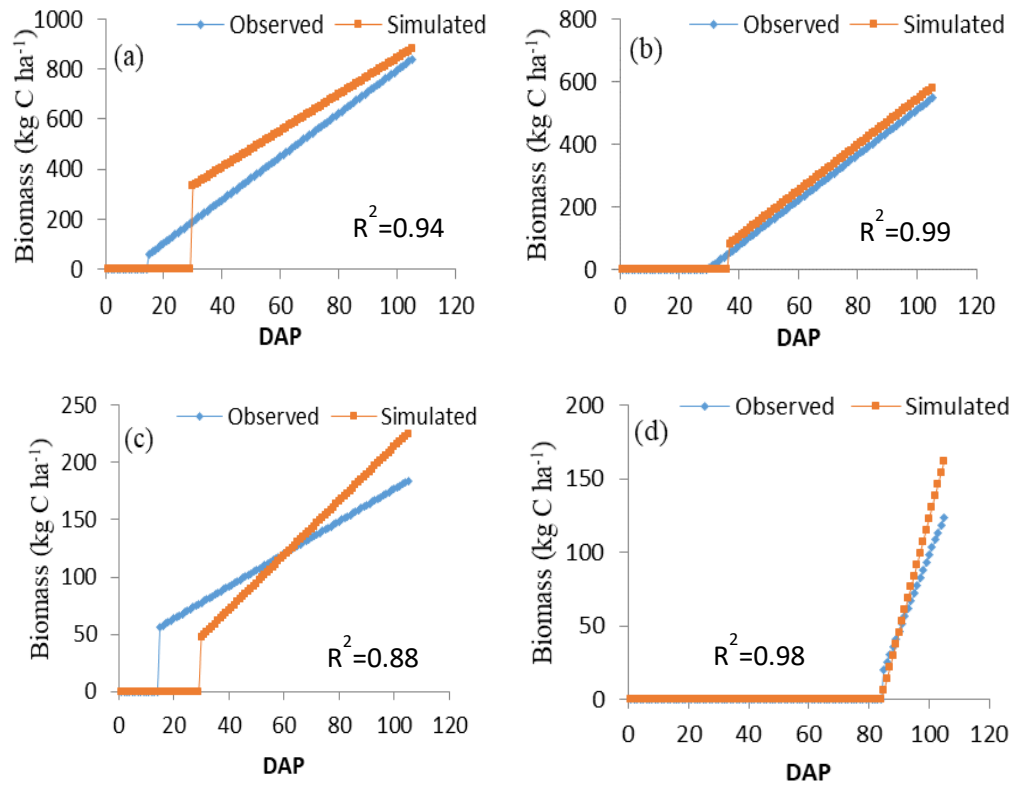 Observed Simulated
(a)
Biomass (kg C ha⁻¹)
1000
800
600
400
200
0
R²=0.94
0 20 40 60 80 100 120
DAP
Observed Simulated
(b)
Biomass (kg C ha⁻¹)
800
600
400
200
0
R²=0.99
0 20 40 60 80 100 120
DAP
Observed Simulated
(c)
Biomass (kg C ha⁻¹)
250
200
150
100
50
0
R²=0.88
0 20 40 60 80 100 120
DAP
Observed Simulated
(d)
Biomass (kg C ha⁻¹)
200
150
100
50
0
R²=0.98
0 20 40 60 80 100 120
DAP